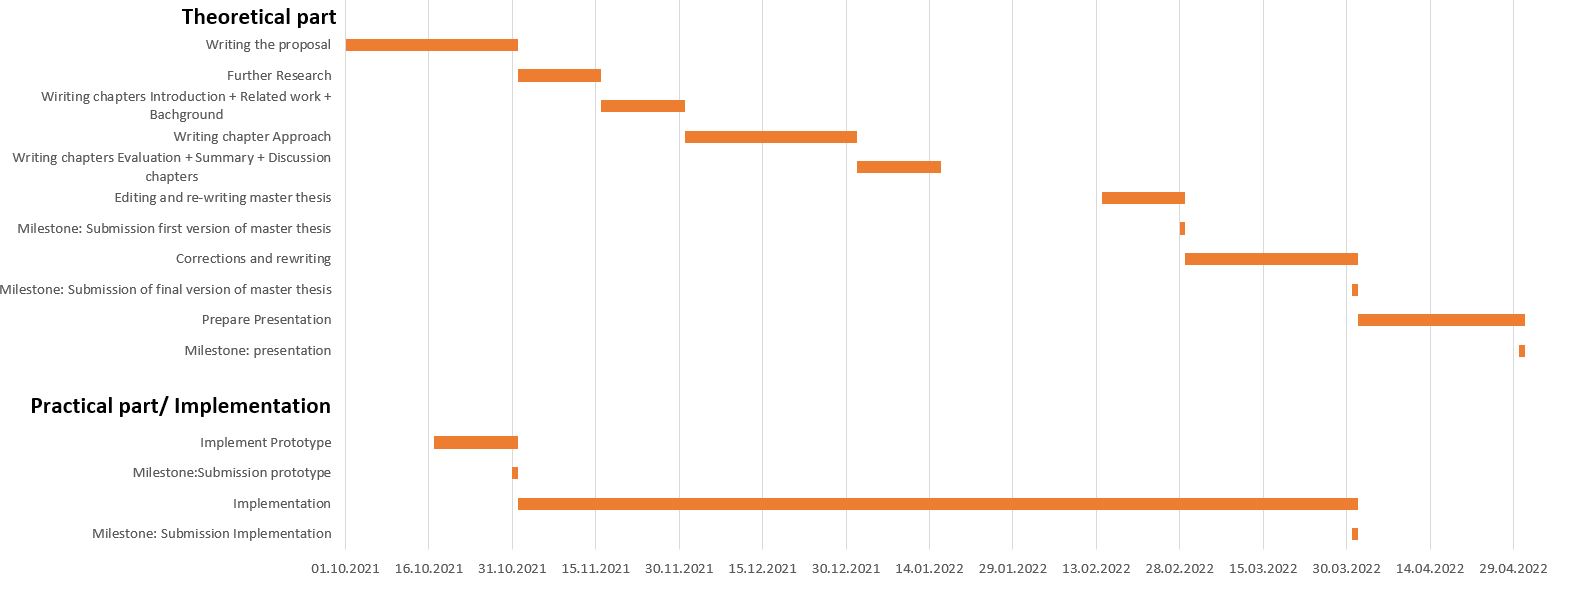 Theoretical part
Writing the proposal
Further Research
Wiriting chapters Introduction + Related work +
Bachground
Writing chapter Approach
Writing chapters Evaluation + Summary + Discussion
chapters
Editing and re-writing master thesis
Milestone: Submission first version of master thesis
Corrections and rewriting
Milestone: Submission of final version of master thesis
Prepare Presentation
Milestone: presentation
Practical part/ Implementation
Implement Prototype
Milestone:Submission prototype
Implementation
Milestone: Submission Implementation
01.10.2021 16.10.2021 31.10.2021 15.11.2021 30.11.2021 15.12.2021 30.12.2021 14.01.2022 29.01.2022 13.02.2022 28.02.2022 15.03.2022 30.03.2022 14.04.2022 29.04.2022